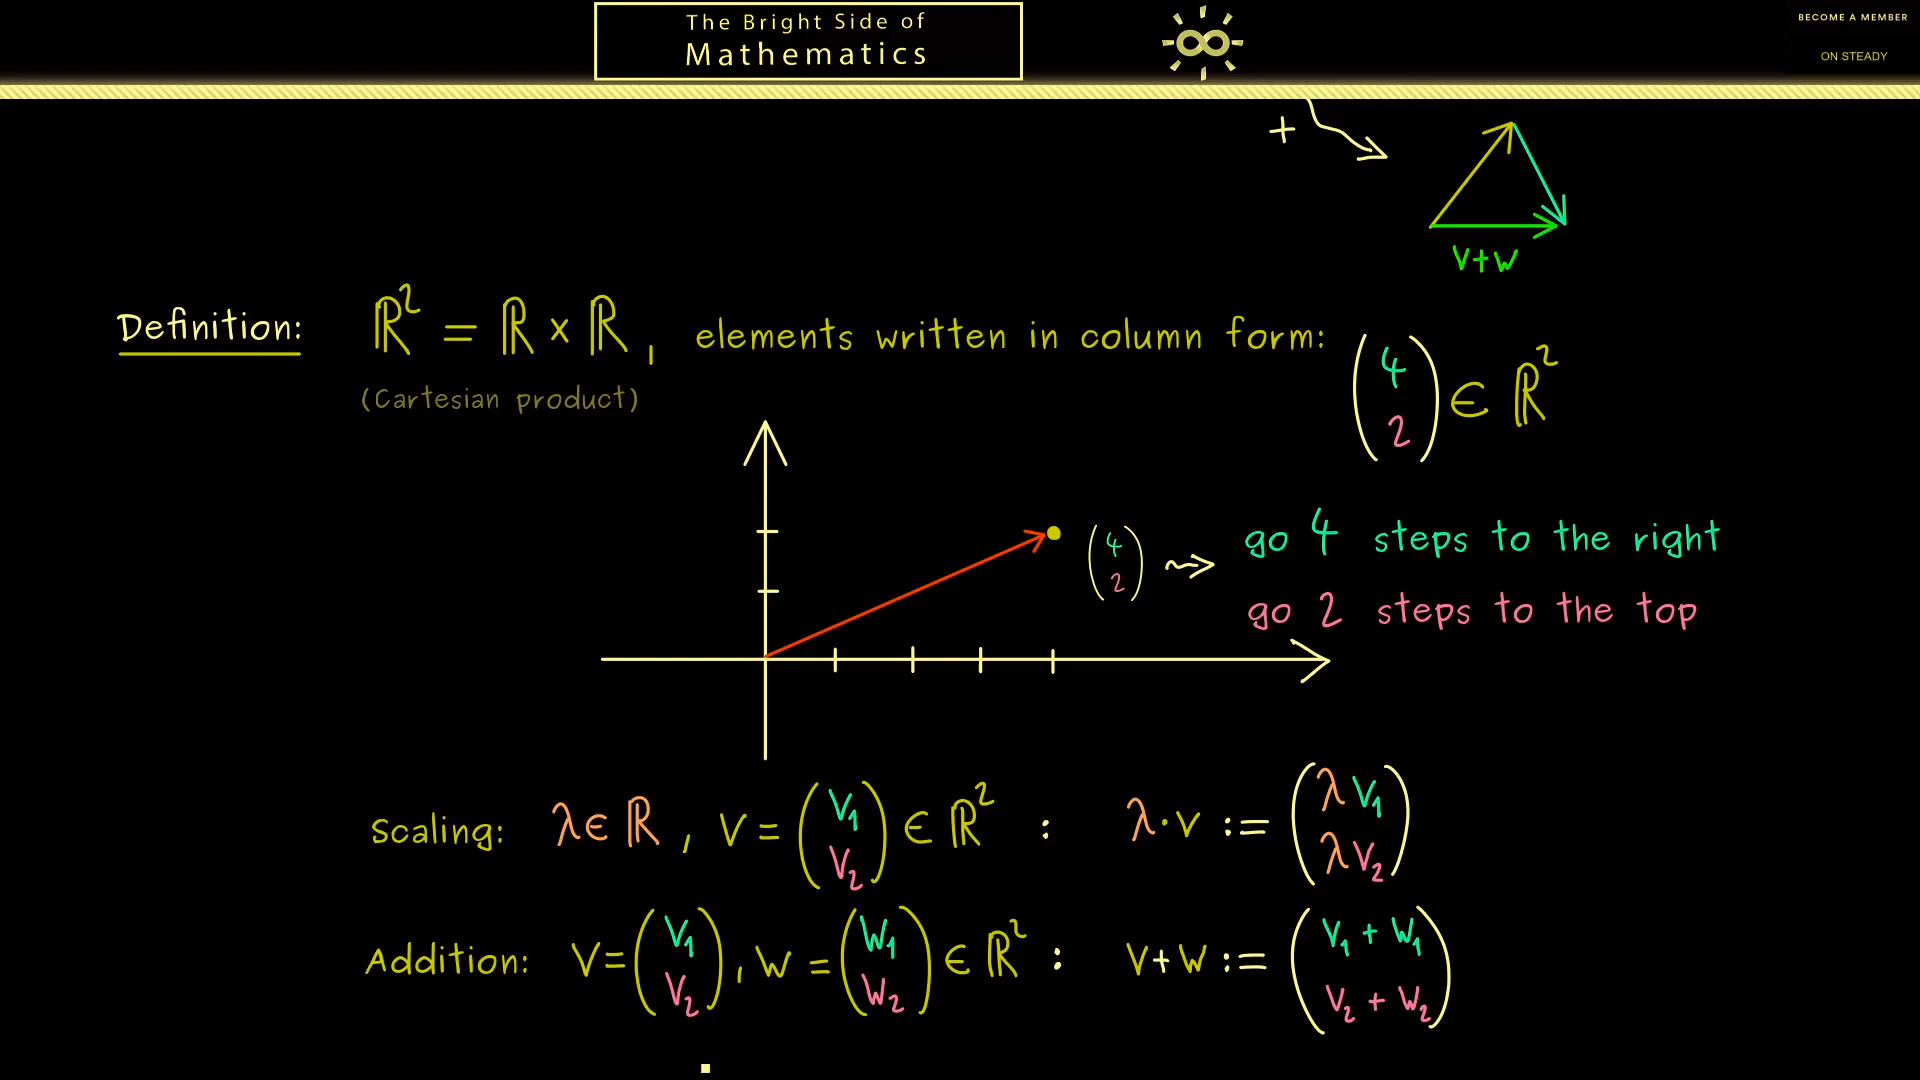 The Bright Side of
Mathematics
BECOME A MEMBER
ON STEADY
+
v+w
Definition: ℝ² = ℝ × ℝ, elements written in column form: (4 2) ∈ ℝ²
(Cartesian product)
(4 2) ⇝ go 4 steps to the right
go 2 steps to the top
Scaling: λ∈ℝ, v = (v₁ v₂) ∈ ℝ² : λ·v := (λv₁ λv₂)
Addition: v = (v₁ v₂), w = (w₁ w₂) ∈ ℝ² : v+w := (v₁ + w₁ v₂ + w₂)